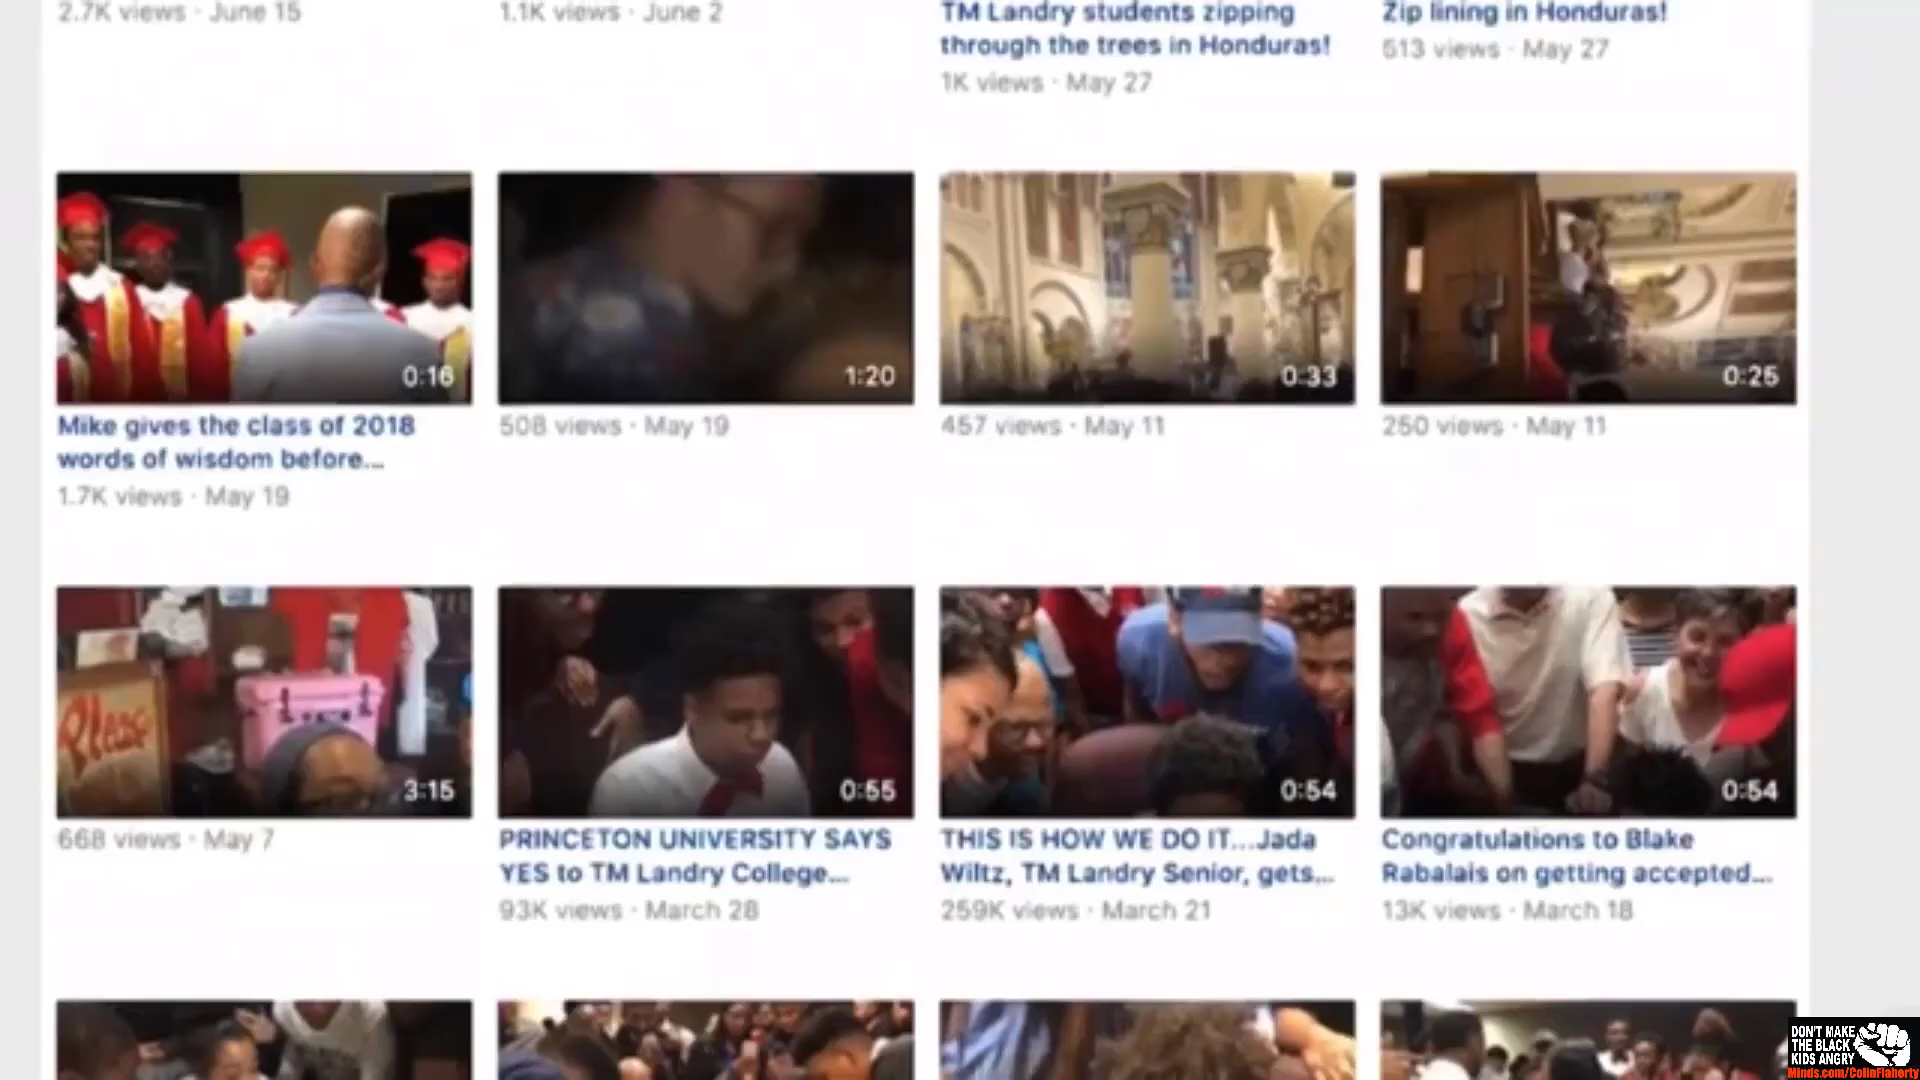 2.7K views · June 15
1.1K views · June 2
TM Landry students zipping
through the trees in Honduras!
1K views · May 27
Zip lining in Honduras!
513 views · May 27
0:16
Mike gives the class of 2018
words of wisdom before...
1.7K views · May 19
1:20
508 views · May 19
0:33
457 views · May 11
0:25
250 views · May 11
Please
3:15
668 views · May 7
0:55
PRINCETON UNIVERSITY SAYS
YES to TM Landry College...
93K views · March 28
0:54
THIS IS HOW WE DO IT...Jada
Wiltz, TM Landry Senior, gets...
259K views · March 21
0:54
Congratulations to Blake
Rabalais on getting accepted...
13K views · March 18
DON'T MAKE
THE BLACK
KIDS ANGRY
Minds.com/ColinFlaherty